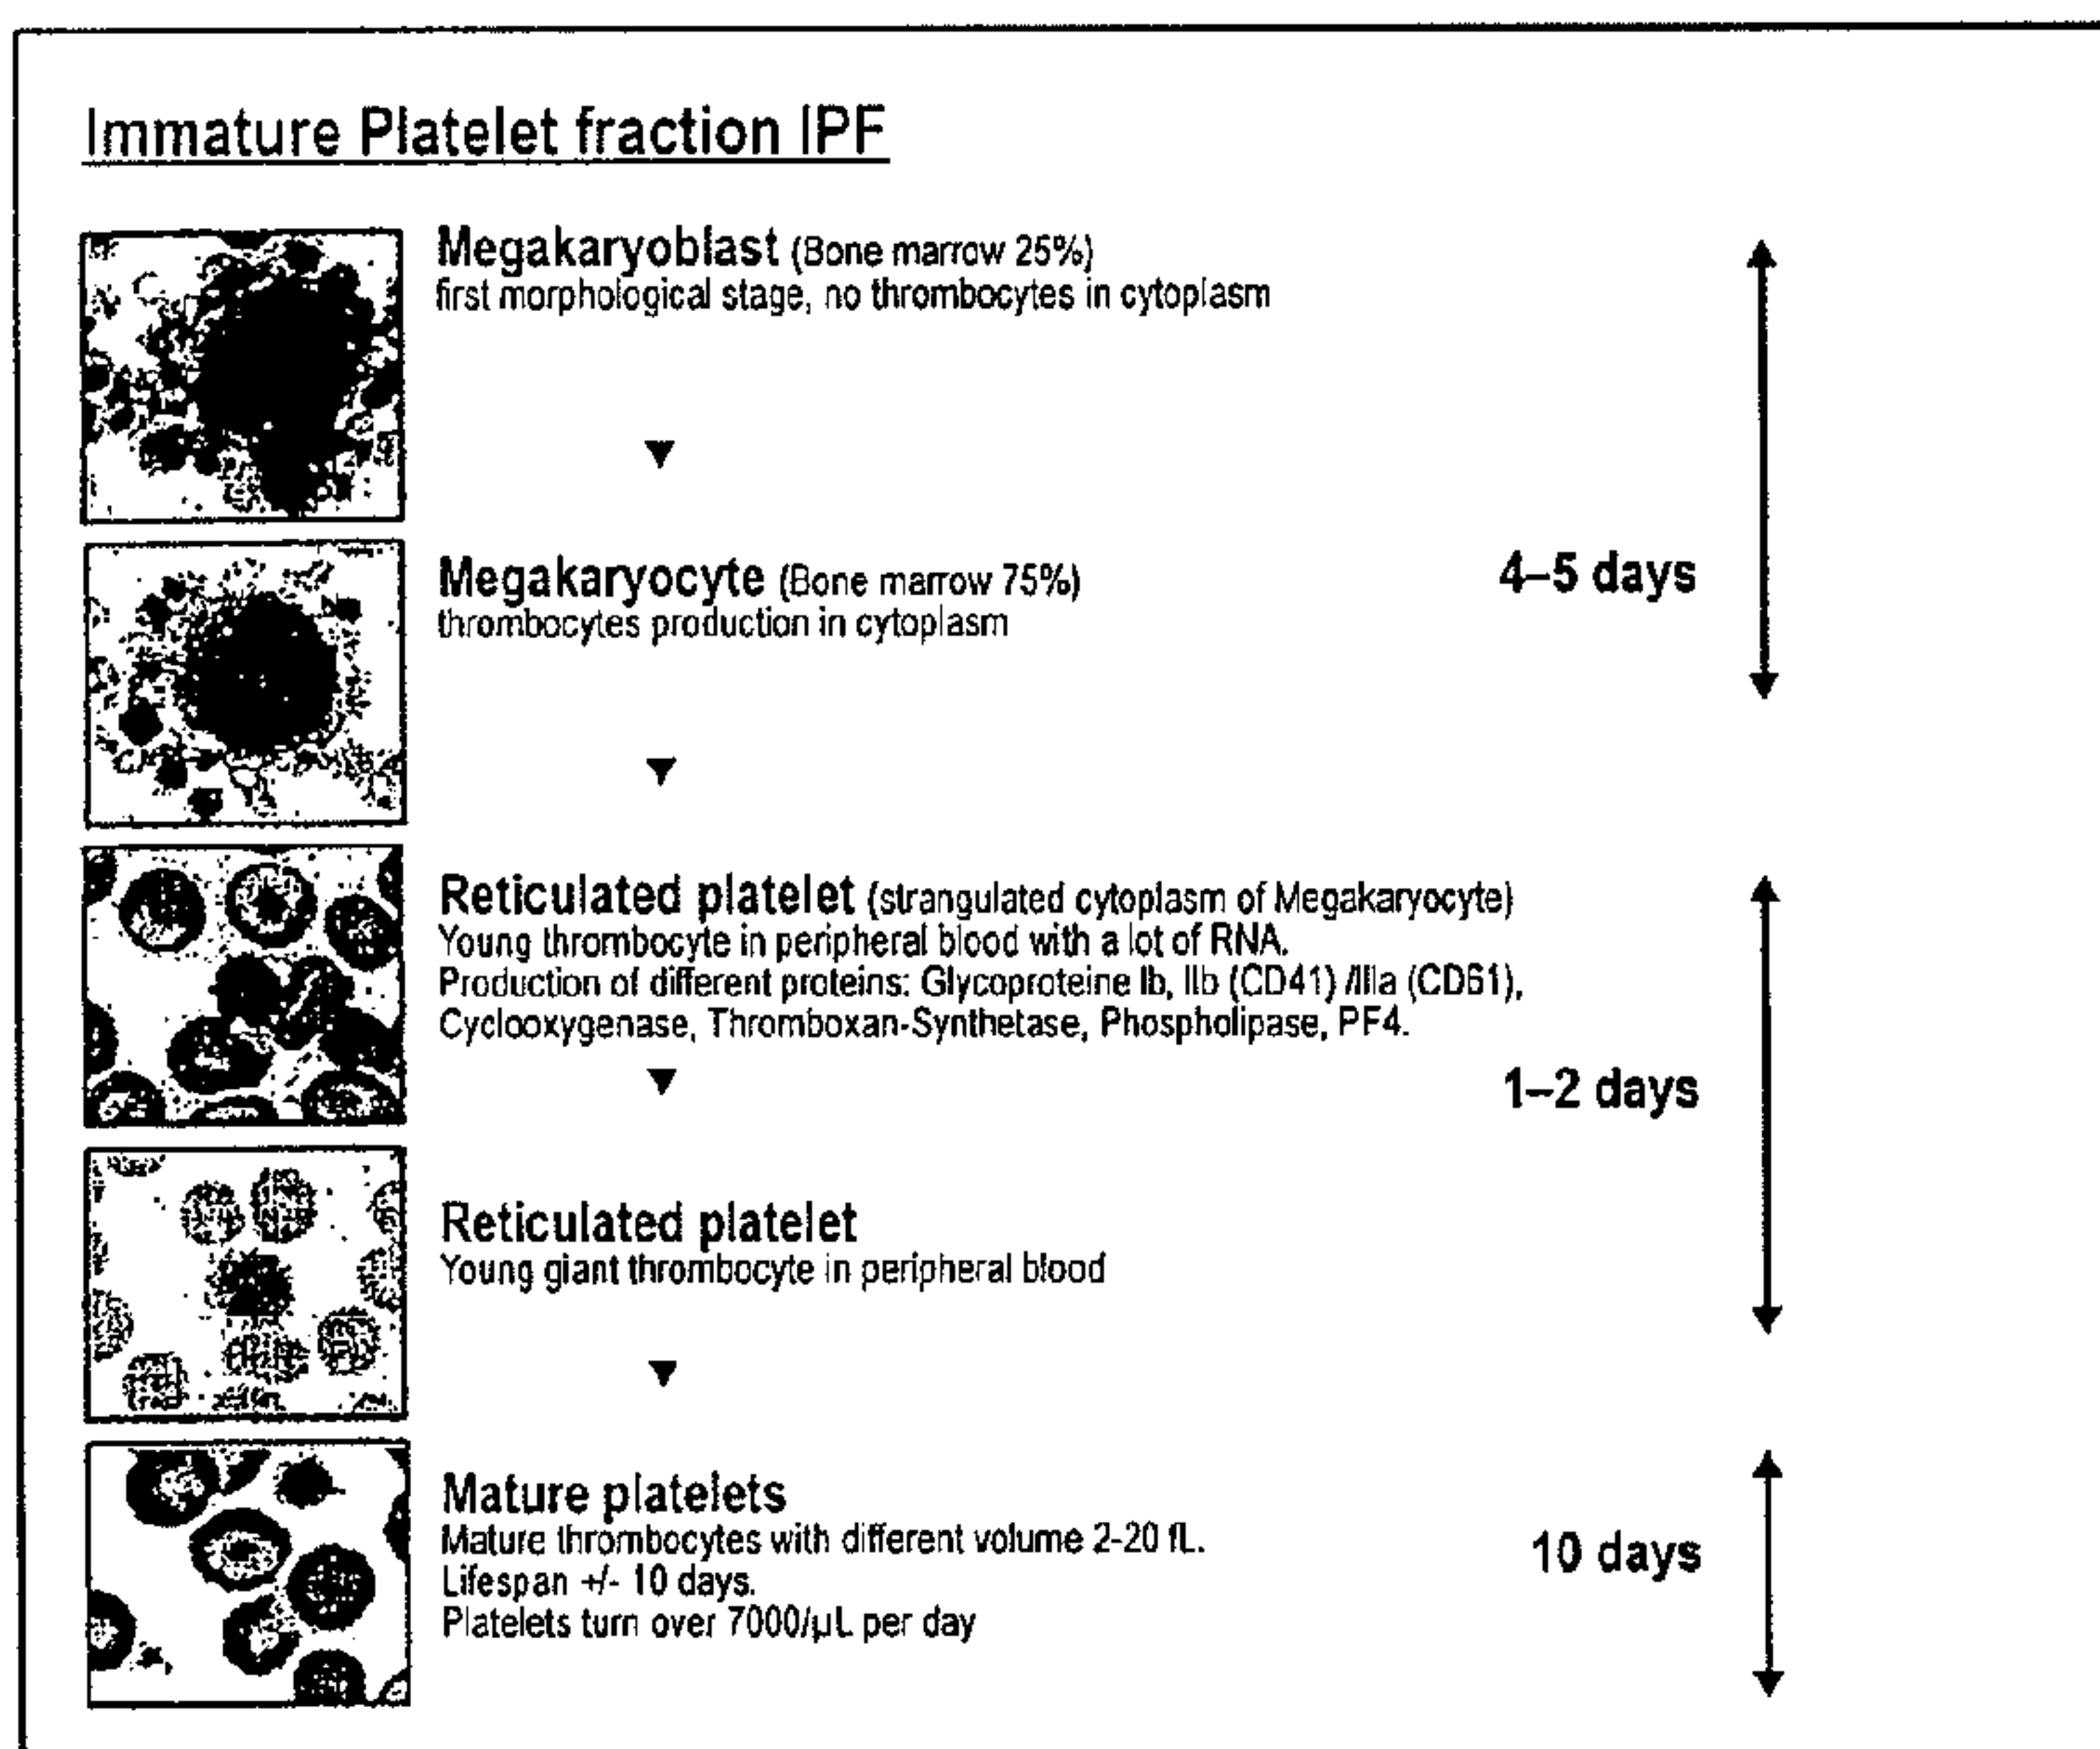 Immature Platelet fraction IPF
Megakaryoblast (Bone marrow 25%)
first morphological stage, no thrombocytes in cytoplasm
4–5 days
Megakaryocyte (Bone marrow 75%)
thrombocytes production in cytoplasm
Reticulated platelet (strangulated cytoplasm of Megakaryocyte)
Young thrombocyte in peripheral blood with a lot of RNA.
Production of different proteins: Glycoproteine Ib, IIb (CD41) /IIIa (CD61),
Cyclooxygenase, Thromboxan-Synthetase, Phospholipase, PF4.
1–2 days
Reticulated platelet
Young giant thrombocyte in peripheral blood
Mature platelets
Mature thrombocytes with different volume 2-20 fL.
Lifespan +/- 10 days.
Platelets turn over 7000/µL per day
10 days